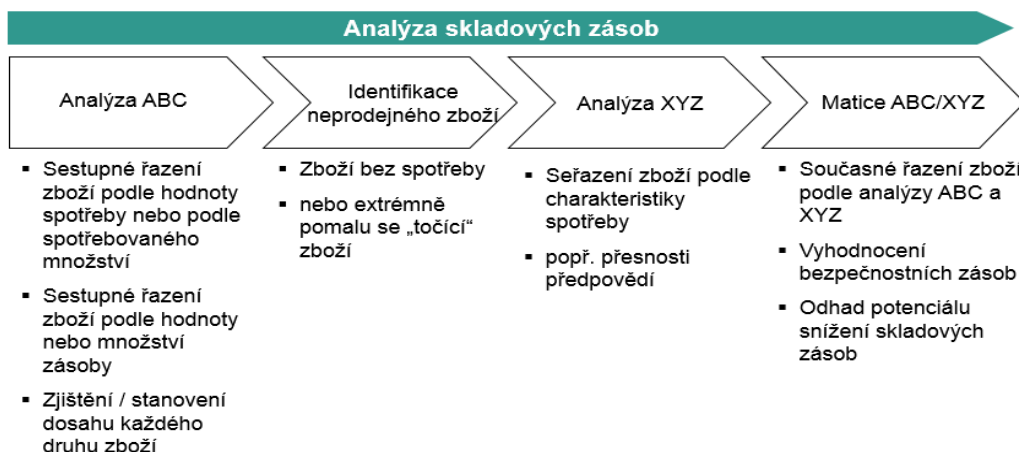 Analýza skladových zásob
Analýza ABC
▪ Sestupné řazení
zboží podle hodnoty
spotřeby nebo podle
spotřebovaného
množství
▪ Sestupné řazení
zboží podle hodnoty
nebo množství
zásoby
▪ Zjištění / stanovení
dosahu každého
druhu zboží
Identifikace
neprodejného zboží
▪ Zboží bez spotřeby
▪ nebo extrémně
pomalu se „točící“
zboží
Analýza XYZ
▪ Seřazení zboží podle
charakteristiky
spotřeby
▪ popř. přesnosti
předpovědí
Matice ABC/XYZ
▪ Současné řazení zboží
podle analýzy ABC a
XYZ
▪ Vyhodnocení
bezpečnostních zásob
▪ Odhad potenciálu
snížení skladových
zásob